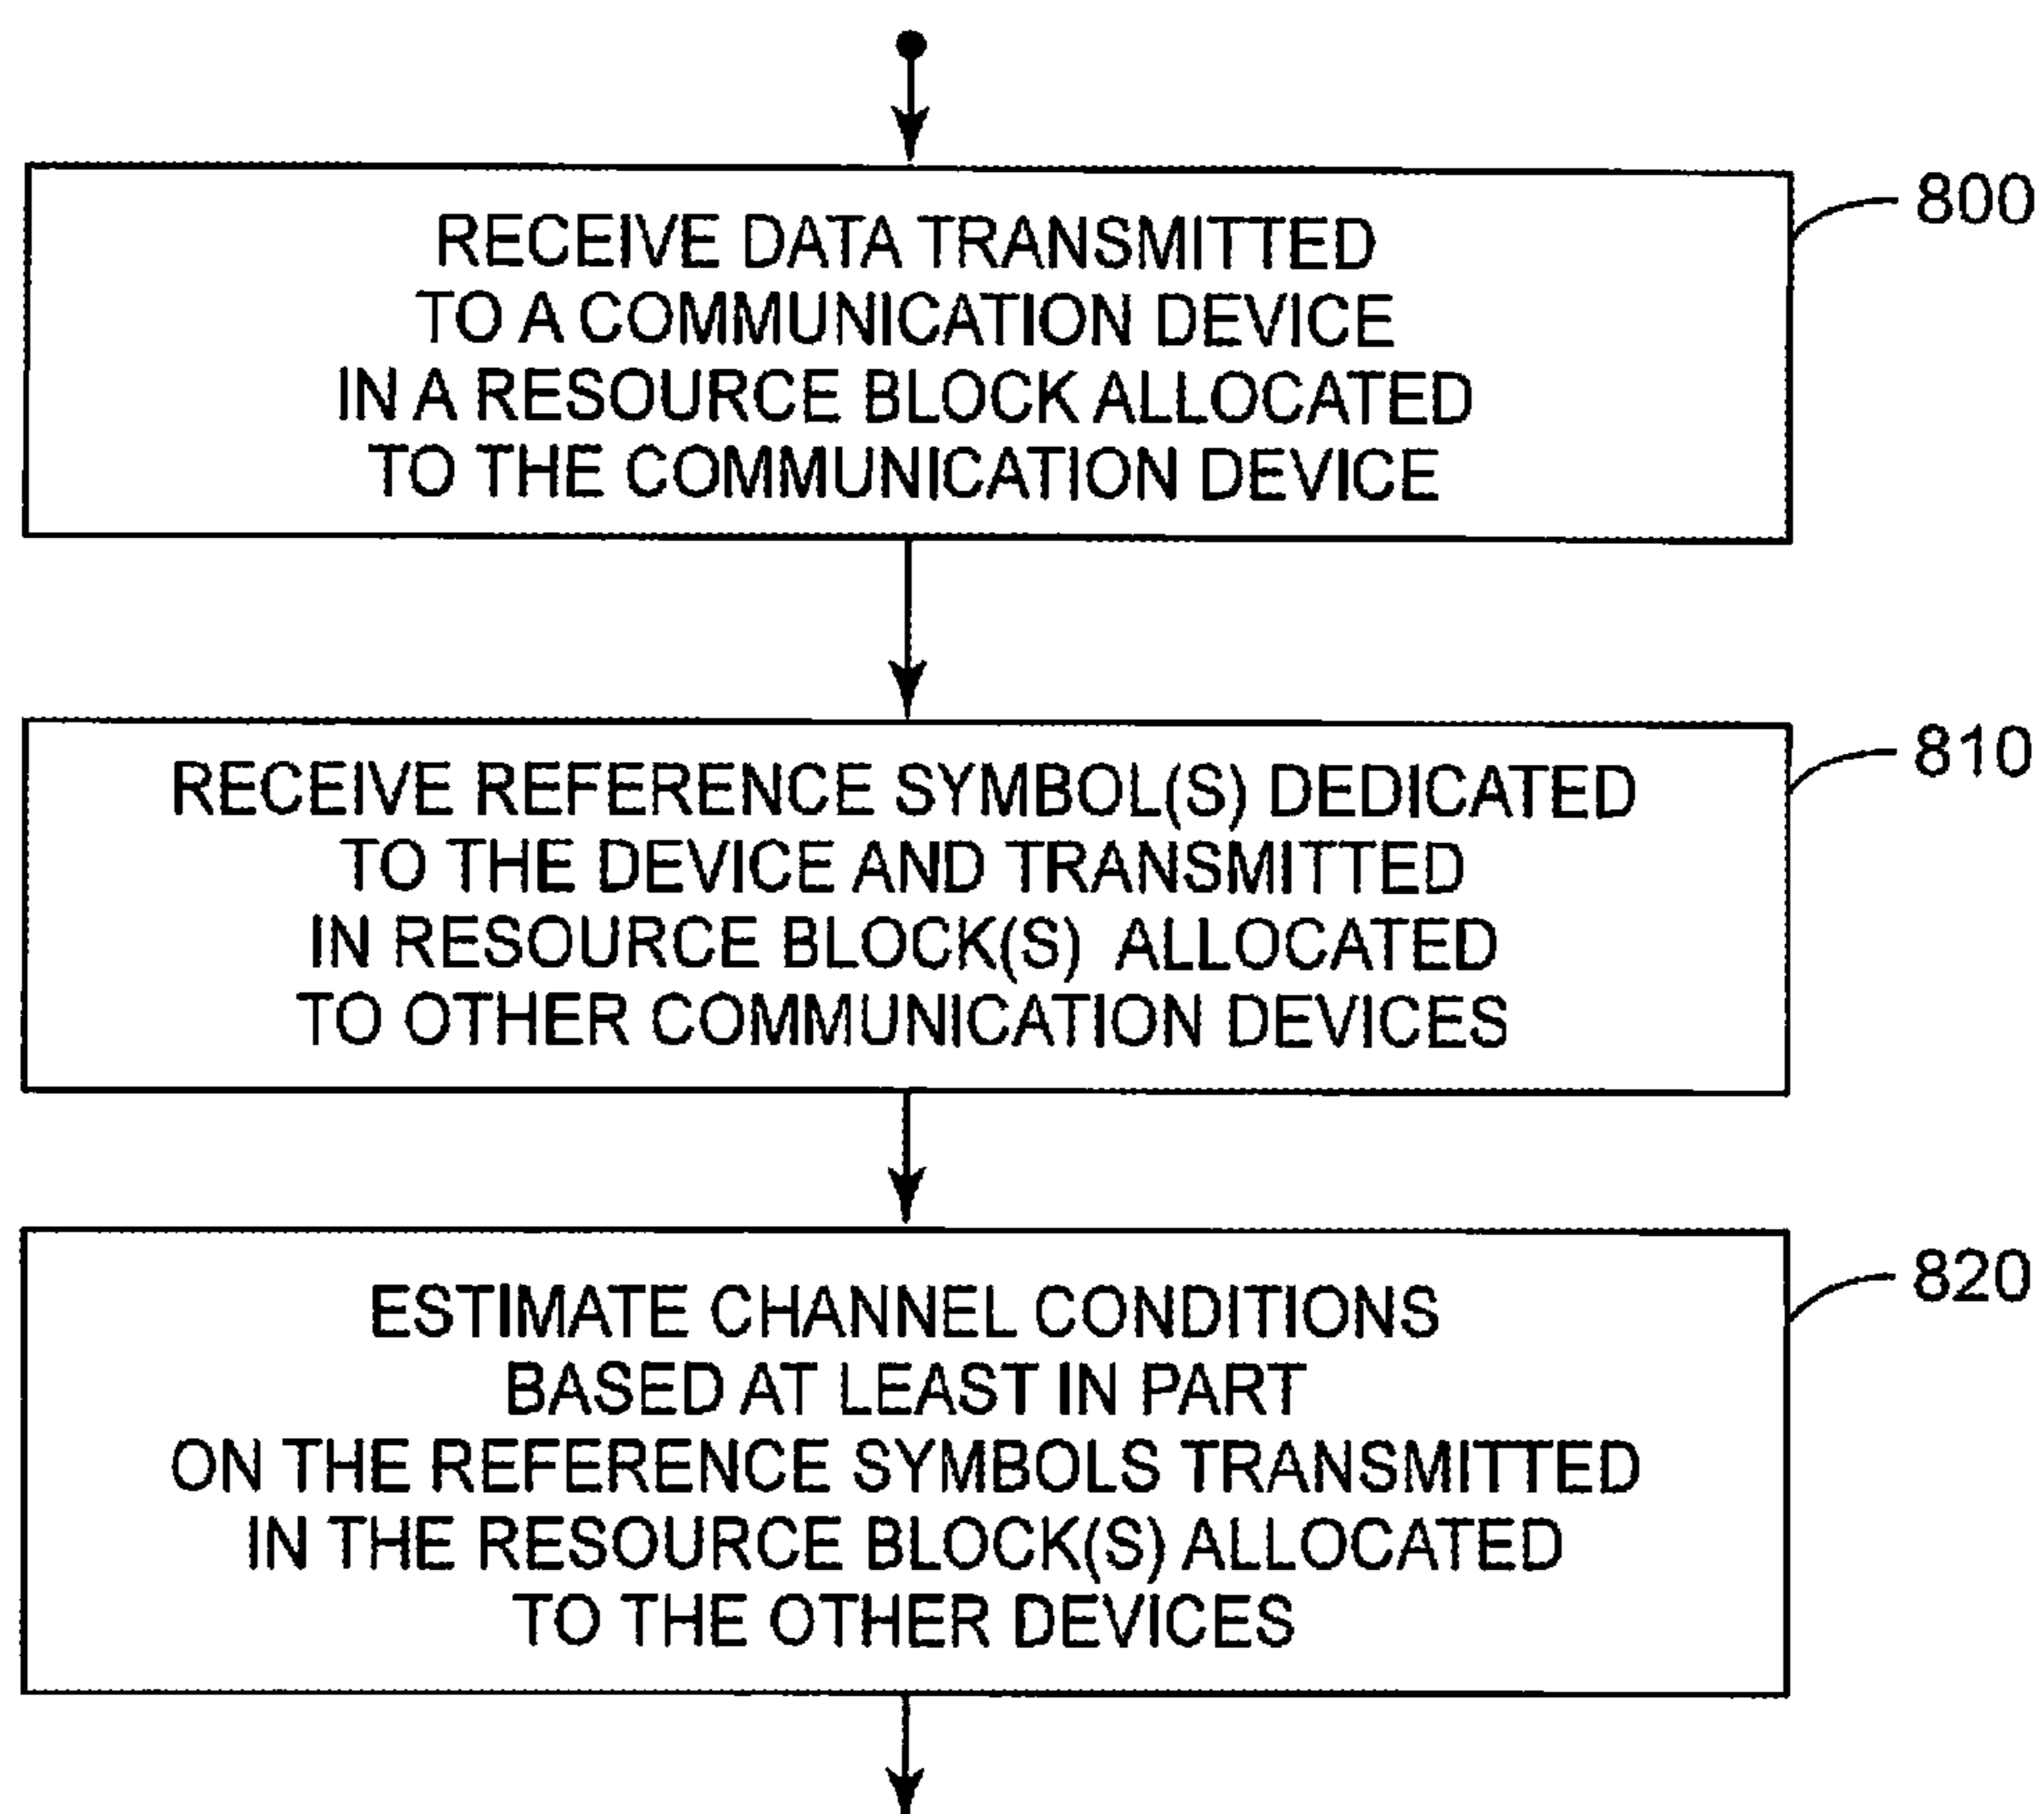 RECEIVE DATA TRANSMITTED
TO A COMMUNICATION DEVICE
IN A RESOURCE BLOCK ALLOCATED
TO THE COMMUNICATION DEVICE
800
RECEIVE REFERENCE SYMBOL(S) DEDICATED
TO THE DEVICE AND TRANSMITTED
IN RESOURCE BLOCK(S) ALLOCATED
TO OTHER COMMUNICATION DEVICES
810
ESTIMATE CHANNEL CONDITIONS
BASED AT LEAST IN PART
ON THE REFERENCE SYMBOLS TRANSMITTED
IN THE RESOURCE BLOCK(S) ALLOCATED
TO THE OTHER DEVICES
820